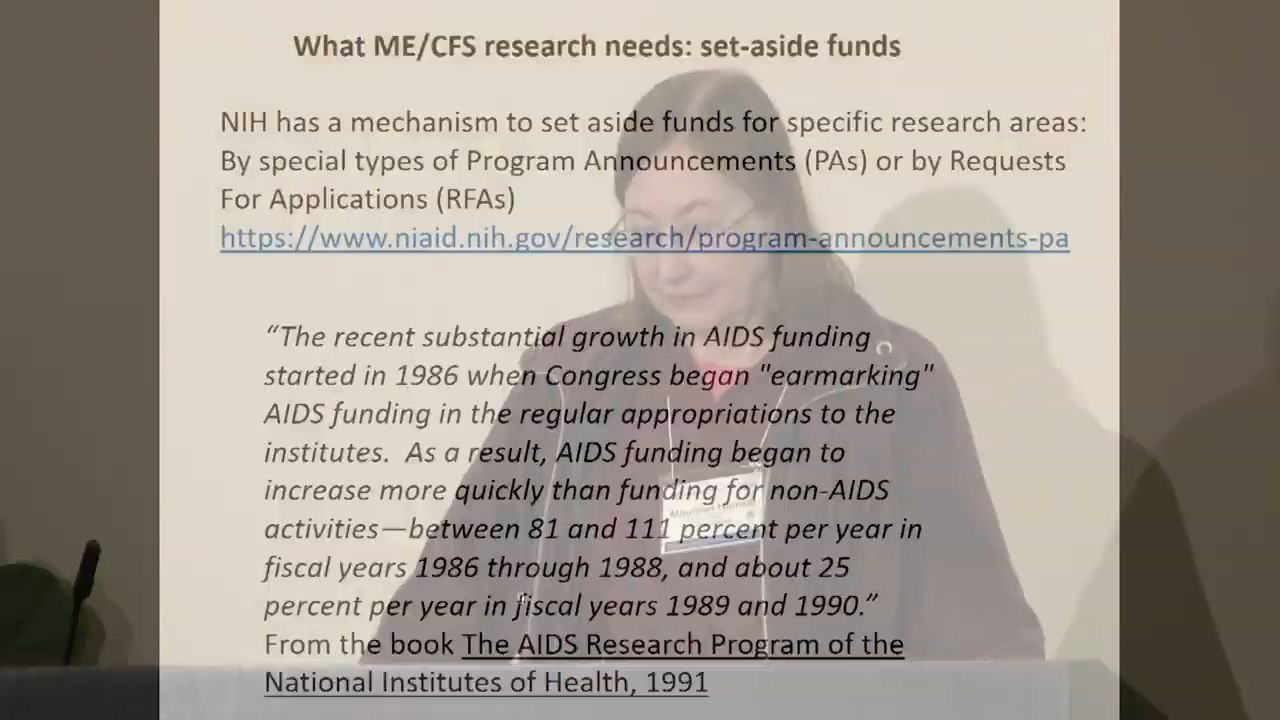 What ME/CFS research needs: set-aside funds
NIH has a mechanism to set aside funds for specific research areas:
By special types of Program Announcements (PAs) or by Requests
For Applications (RFAs)
https://www.niaid.nih.gov/research/program-announcements-pa
“The recent substantial growth in AIDS funding
started in 1986 when Congress began "earmarking"
AIDS funding in the regular appropriations to the
institutes.  As a result, AIDS funding began to
increase more quickly than funding for non-AIDS
activities—between 81 and 111 percent per year in
fiscal years 1986 through 1988, and about 25
percent per year in fiscal years 1989 and 1990.”
From the book The AIDS Research Program of the
National Institutes of Health, 1991